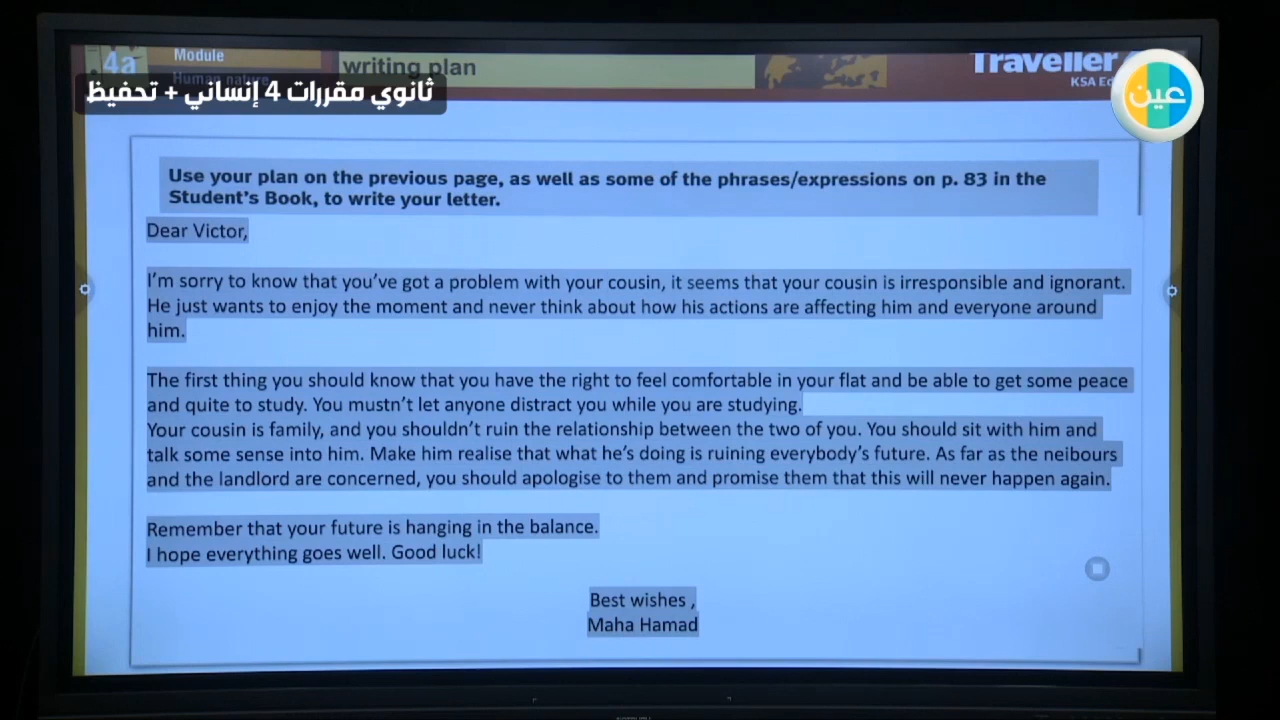 4a
Module
Human nature
writing plan
Traveller
KSA Ed
ثانوي مقررات 4 إنساني + تحفيظ
عين
Use your plan on the previous page, as well as some of the phrases/expressions on p. 83 in the
Student's Book, to write your letter.
Dear Victor,
I'm sorry to know that you've got a problem with your cousin, it seems that your cousin is irresponsible and ignorant.
He just wants to enjoy the moment and never think about how his actions are affecting him and everyone around
him.
The first thing you should know that you have the right to feel comfortable in your flat and be able to get some peace
and quite to study. You mustn't let anyone distract you while you are studying.
Your cousin is family, and you shouldn't ruin the relationship between the two of you. You should sit with him and
talk some sense into him. Make him realise that what he's doing is ruining everybody's future. As far as the neibours
and the landlord are concerned, you should apologise to them and promise them that this will never happen again.
Remember that your future is hanging in the balance.
I hope everything goes well. Good luck!
Best wishes ,
Maha Hamad